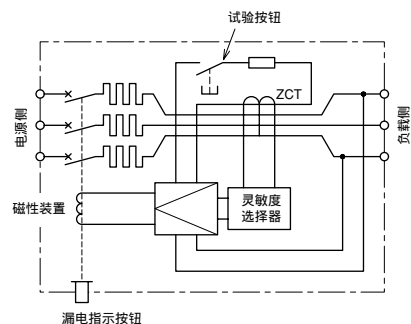 试验按钮
ZCT
电源侧
负载侧
磁性装置
灵敏度
选择器
漏电指示按钮